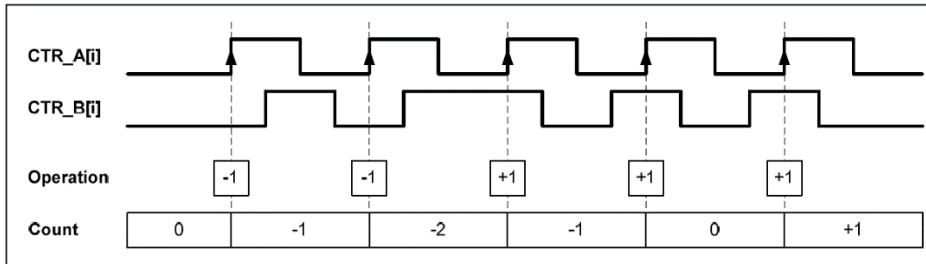 CTR_A[i]
CTR_B[i]
Operation -1 -1 +1 +1 +1
Count 0 -1 -2 -1 0 +1